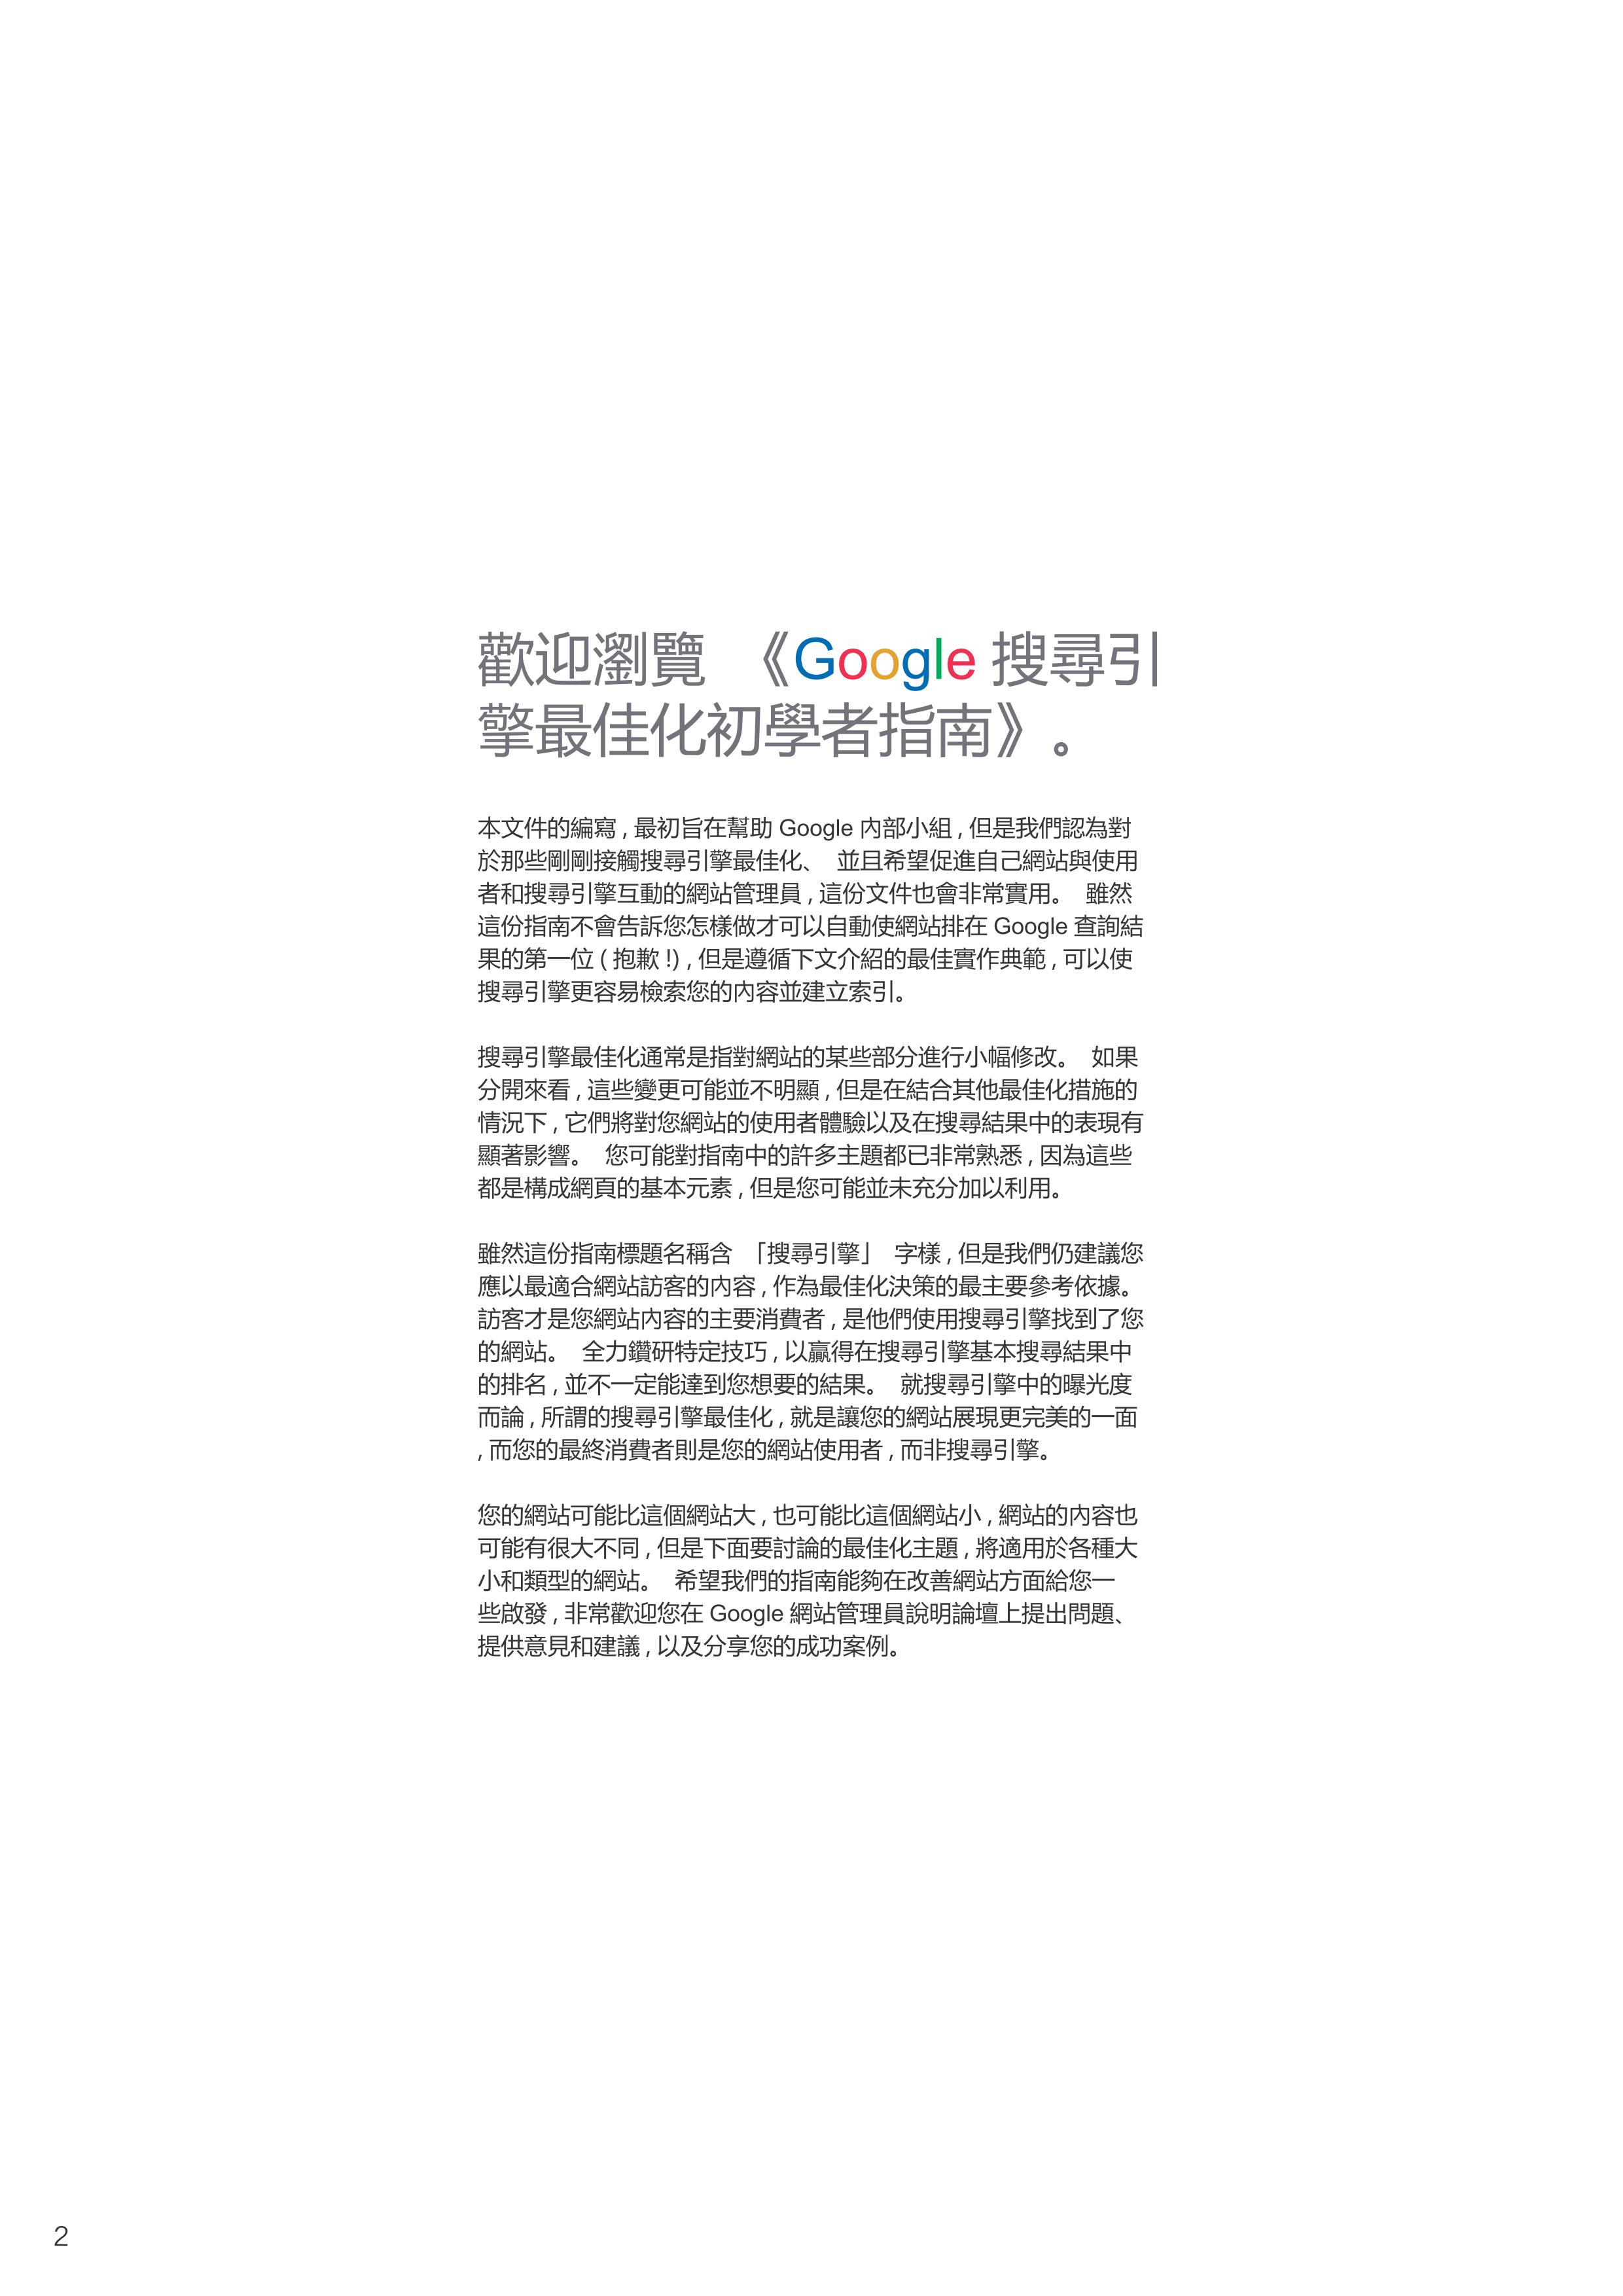 歡迎瀏覽 《Google 搜尋引
擎最佳化初學者指南》。
本文件的編寫 , 最初旨在幫助 Google 內部小組 , 但是我們認為對
於那些剛剛接觸搜尋引擎最佳化、 並且希望促進自己網站與使用
者和搜尋引擎互動的網站管理員 , 這份文件也會非常實用。 雖然
這份指南不會告訴您怎樣做才可以自動使網站排在 Google 查詢結
果的第一位 ( 抱歉 !) , 但是遵循下文介紹的最佳實作典範 , 可以使
搜尋引擎更容易檢索您的內容並建立索引。
搜尋引擎最佳化通常是指對網站的某些部分進行小幅修改。 如果
分開來看 , 這些變更可能並不明顯 , 但是在結合其他最佳化措施的
情況下 , 它們將對您網站的使用者體驗以及在搜尋結果中的表現有
顯著影響。 您可能對指南中的許多主題都已非常熟悉 , 因為這些
都是構成網頁的基本元素 , 但是您可能並未充分加以利用。
雖然這份指南標題名稱含 「搜尋引擎」 字樣 , 但是我們仍建議您
應以最適合網站訪客的內容 , 作為最佳化決策的最主要參考依據。
訪客才是您網站內容的主要消費者 , 是他們使用搜尋引擎找到了您
的網站。 全力鑽研特定技巧 , 以贏得在搜尋引擎基本搜尋結果中
的排名 , 並不一定能達到您想要的結果。 就搜尋引擎中的曝光度
而論 , 所謂的搜尋引擎最佳化 , 就是讓您的網站展現更完美的一面
, 而您的最終消費者則是您的網站使用者 , 而非搜尋引擎。
您的網站可能比這個網站大 , 也可能比這個網站小 , 網站的內容也
可能有很大不同 , 但是下面要討論的最佳化主題 , 將適用於各種大
小和類型的網站。 希望我們的指南能夠在改善網站方面給您一
些啟發 , 非常歡迎您在 Google 網站管理員說明論壇上提出問題、
提供意見和建議 , 以及分享您的成功案例。
2